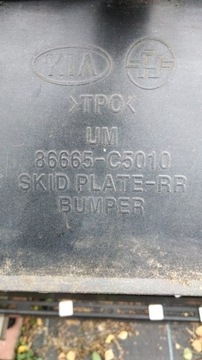 KIA
>TPO<
UM
86665-C5010
SKID PLATE-RR
BUMPER